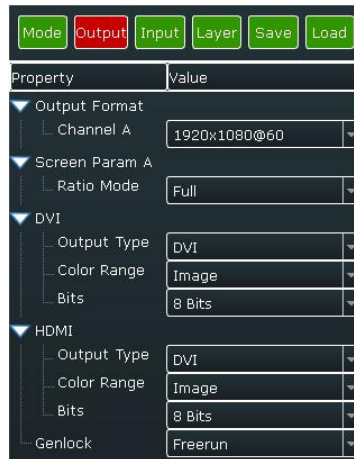 Mode Output Input Layer Save Load
Property Value
Output Format
Channel A 1920x1080@60
Screen Param A
Ratio Mode Full
DVI
Output Type DVI
Color Range Image
Bits 8 Bits
HDMI
Output Type DVI
Color Range Image
Bits 8 Bits
Genlock Freerun